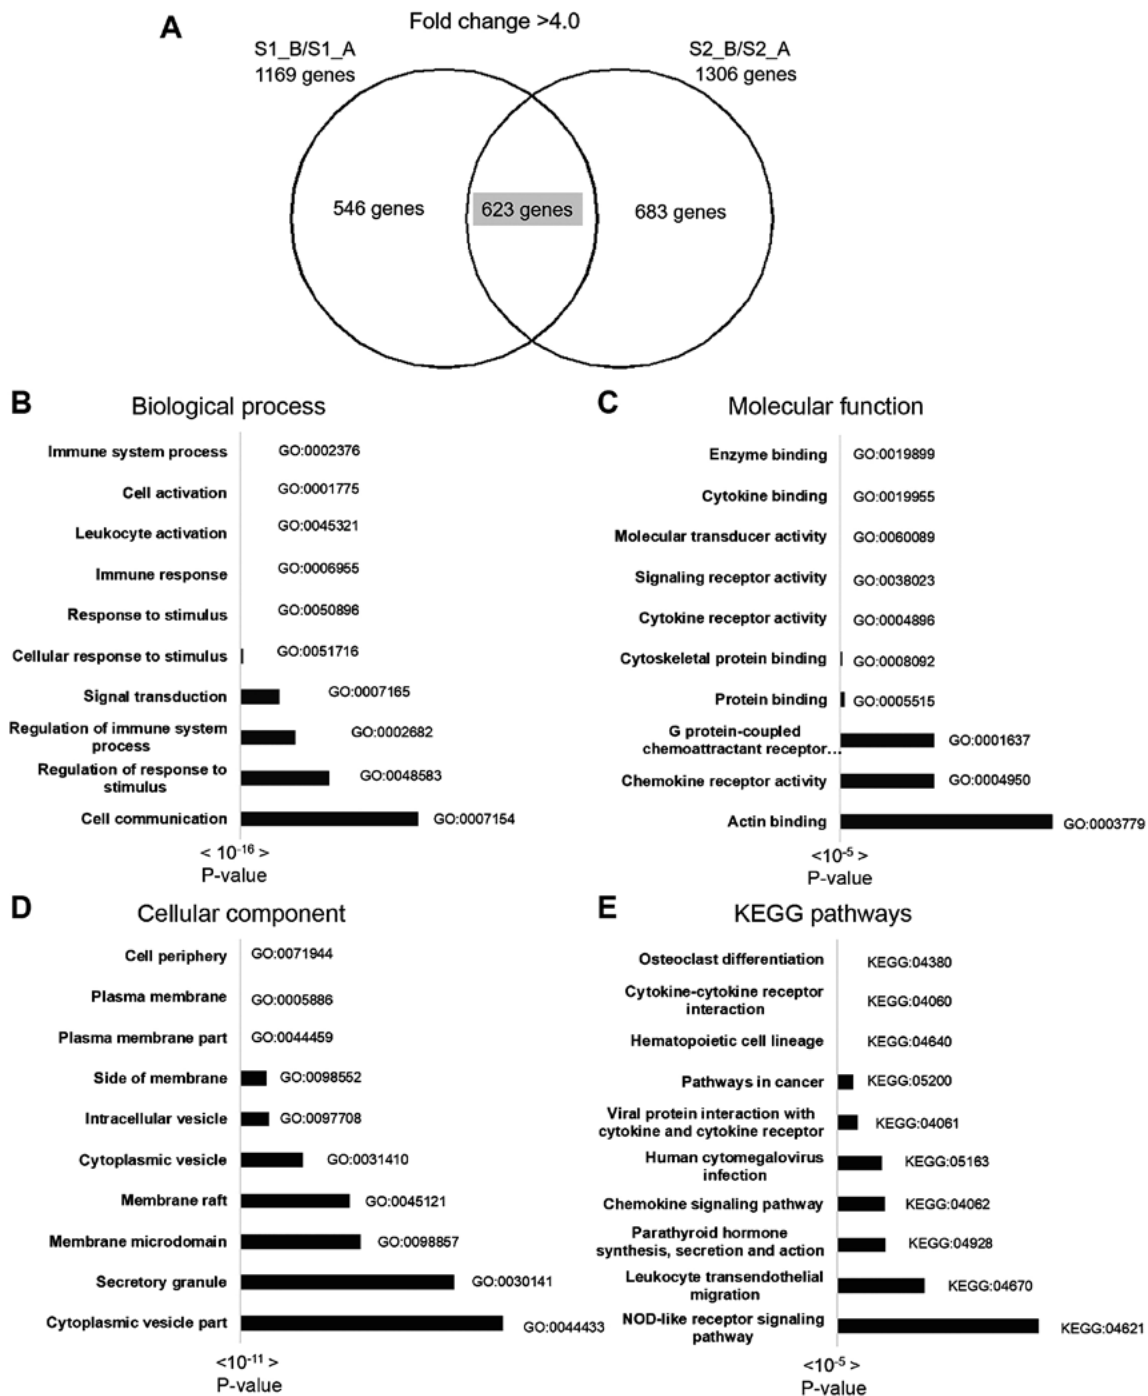 A
Fold change >4.0
S1_B/S1_A
1169 genes
S2_B/S2_A
1306 genes
546 genes
623 genes
683 genes
B
Biological process
Immune system process GO:0002376
Cell activation GO:0001775
Leukocyte activation GO:0045321
Immune response GO:0006955
Response to stimulus GO:0050896
Cellular response to stimulus GO:0051716
Signal transduction GO:0007165
Regulation of immune system
process
GO:0002682
Regulation of response to
stimulus
GO:0048583
Cell communication GO:0007154
< 10-16 >
P-value
C
Molecular function
Enzyme binding GO:0019899
Cytokine binding GO:0019955
Molecular transducer activity GO:0060089
Signaling receptor activity GO:0038023
Cytokine receptor activity GO:0004896
Cytoskeletal protein binding GO:0008092
Protein binding GO:0005515
G protein-coupled
chemoattractant receptor...
GO:0001637
Chemokine receptor activity GO:0004950
Actin binding GO:0003779
<10-5 >
P-value
D
Cellular component
Cell periphery GO:0071944
Plasma membrane GO:0005886
Plasma membrane part GO:0044459
Side of membrane GO:0098552
Intracellular vesicle GO:0097708
Cytoplasmic vesicle GO:0031410
Membrane raft GO:0045121
Membrane microdomain GO:0098857
Secretory granule GO:0030141
Cytoplasmic vesicle part GO:0044433
<10-11 >
P-value
E
KEGG pathways
Osteoclast differentiation KEGG:04380
Cytokine-cytokine receptor
interaction
KEGG:04060
Hematopoietic cell lineage KEGG:04640
Pathways in cancer KEGG:05200
Viral protein interaction with
cytokine and cytokine receptor
KEGG:04061
Human cytomegalovirus
infection
KEGG:05163
Chemokine signaling pathway KEGG:04062
Parathyroid hormone
synthesis, secretion and action
KEGG:04928
Leukocyte transendothelial
migration
KEGG:04670
NOD-like receptor signaling
pathway
KEGG:04621
<10-5 >
P-value